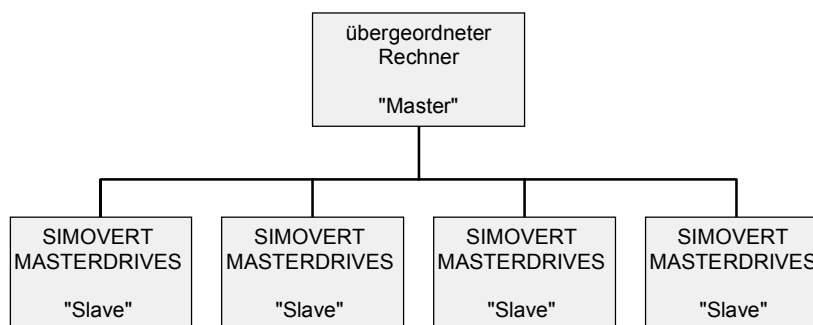 übergeordneter
Rechner
"Master"
SIMOVERT
MASTERDRIVES
"Slave"
SIMOVERT
MASTERDRIVES
"Slave"
SIMOVERT
MASTERDRIVES
"Slave"
SIMOVERT
MASTERDRIVES
"Slave"